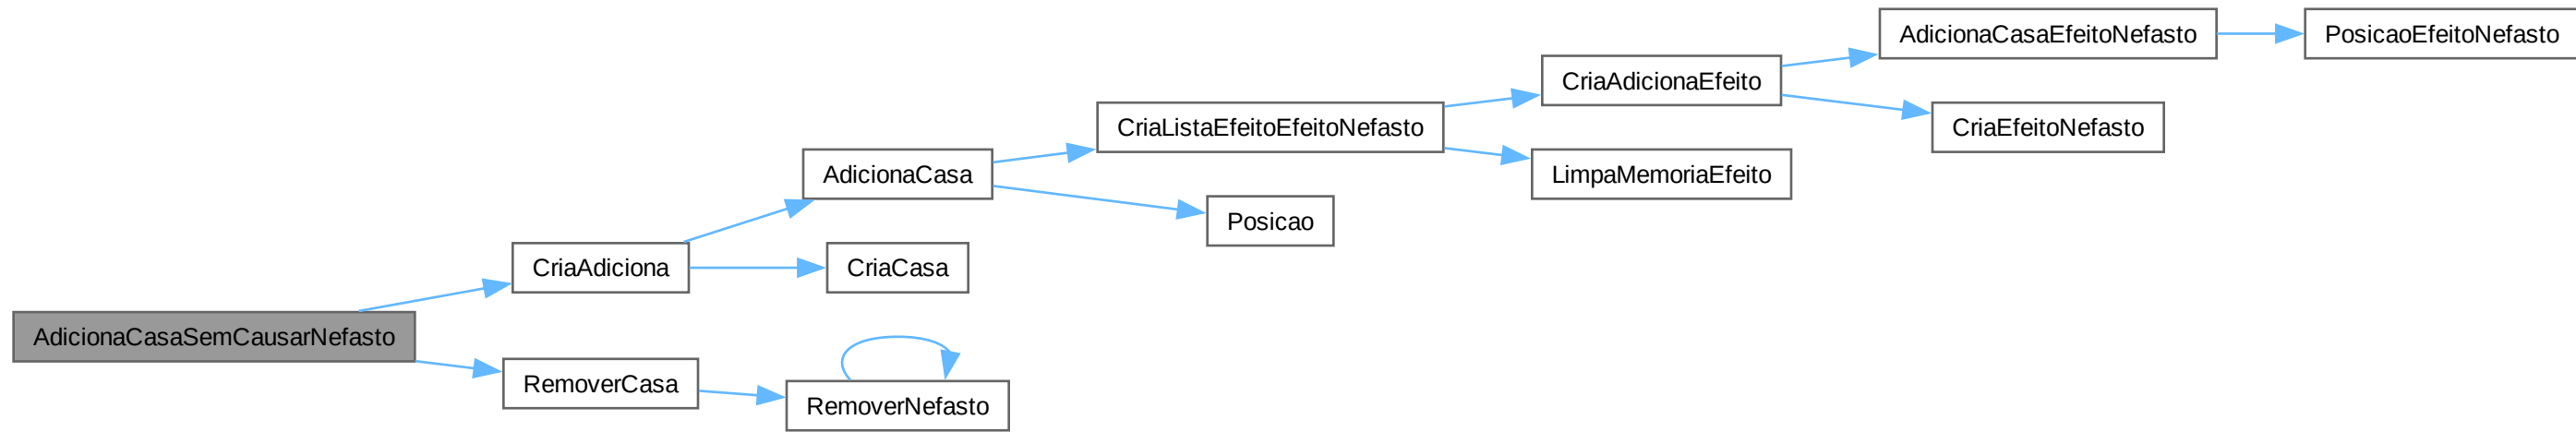 AdicionaCasaSemCausarNefasto
CriaAdiciona
AdicionaCasa
CriaListaEfeitoEfeitoNefasto
CriaAdicionaEfeito
AdicionaCasaEfeitoNefasto
PosicaoEfeitoNefasto
CriaEfeitoNefasto
LimpaMemoriaEfeito
Posicao
CriaCasa
RemoverCasa
RemoverNefasto